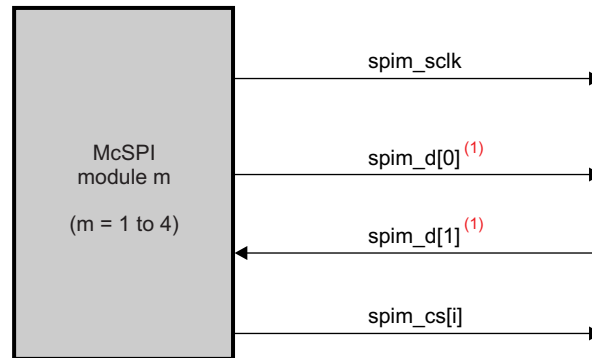 McSPI
module m
(m = 1 to 4)
spim_sclk
spim_d[0] (1)
spim_d[1] (1)
spim_cs[i]